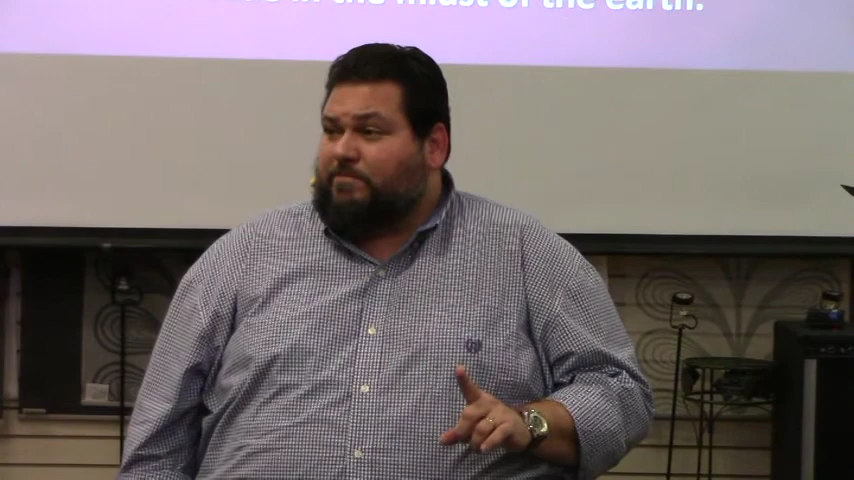 in the midst of the earth.